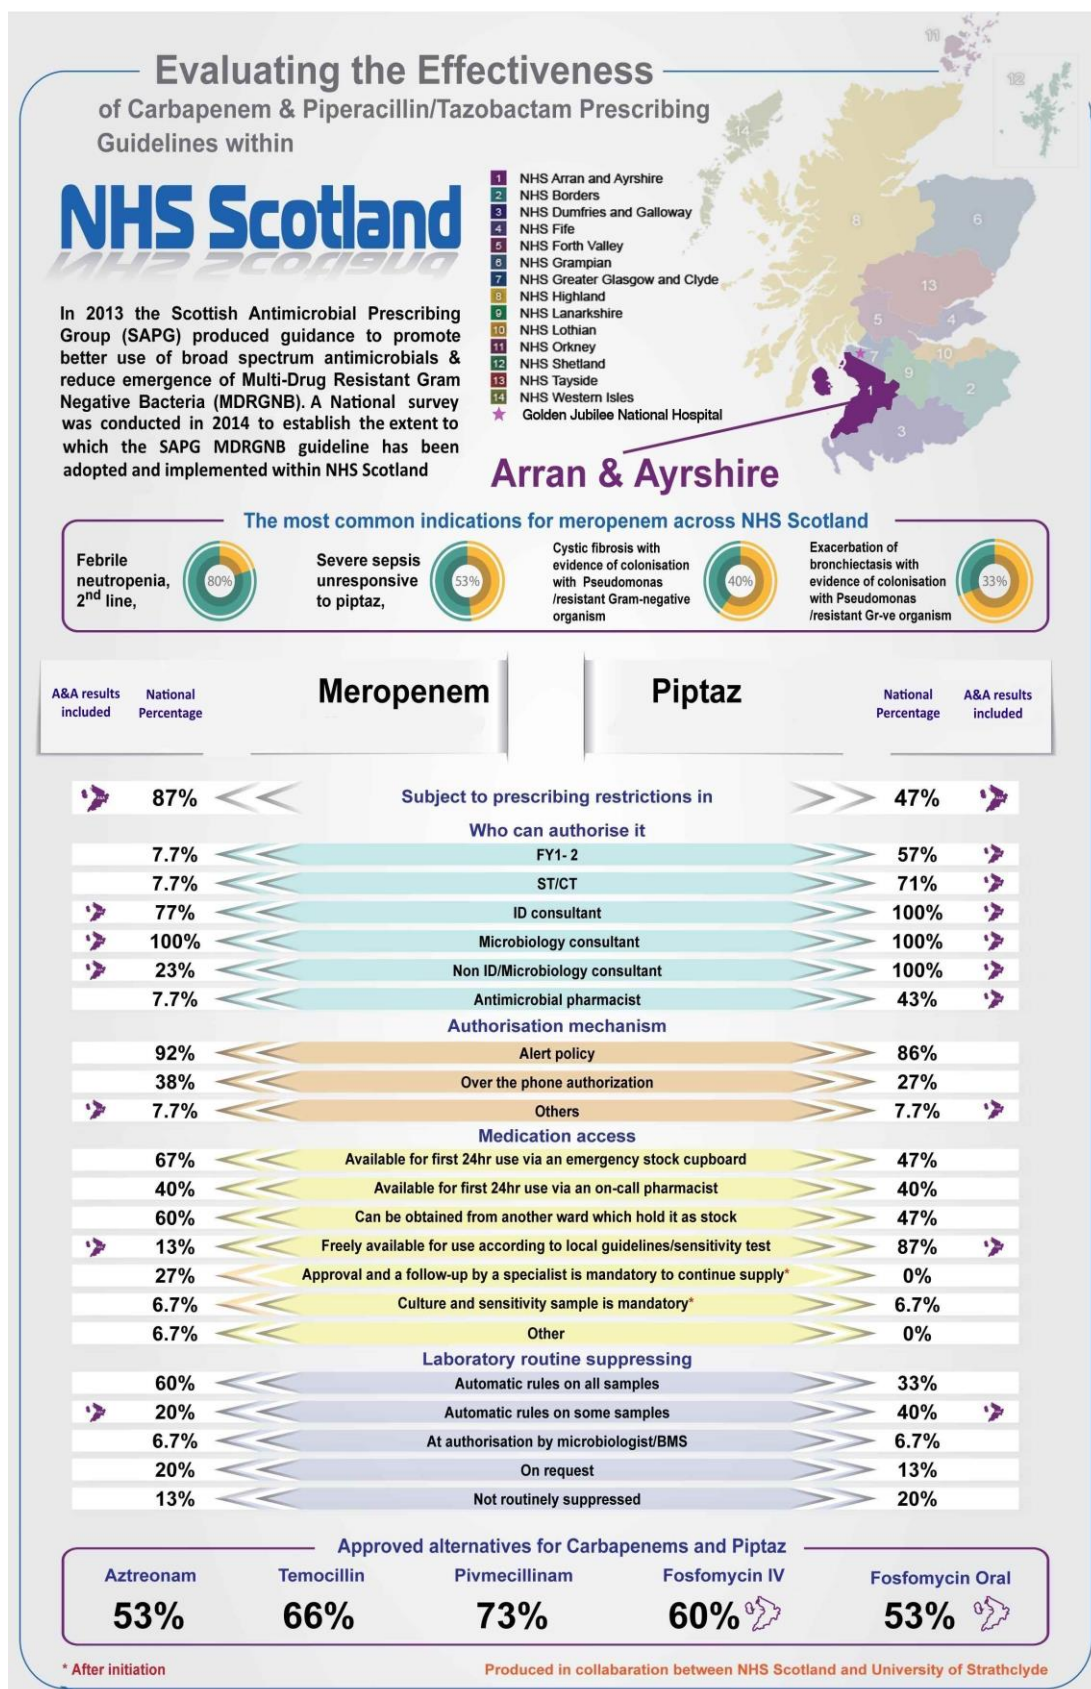 Evaluating the Effectiveness
of Carbapenem & Piperacillin/Tazobactam Prescribing
Guidelines within
NHS Scotland
In 2013 the Scottish Antimicrobial Prescribing
Group (SAPG) produced guidance to promote
better use of broad spectrum antimicrobials &
reduce emergence of Multi-Drug Resistant Gram
Negative Bacteria (MDRGNB). A National survey
was conducted in 2014 to establish the extent to
which the SAPG MDRGNB guideline has been
adopted and implemented within NHS Scotland
1 NHS Arran and Ayrshire
2 NHS Borders
3 NHS Dumfries and Galloway
4 NHS Fife
5 NHS Forth Valley
6 NHS Grampian
7 NHS Greater Glasgow and Clyde
8 NHS Highland
9 NHS Lanarkshire
10 NHS Lothian
11 NHS Orkney
12 NHS Shetland
13 NHS Tayside
14 NHS Western Isles
Golden Jubilee National Hospital
11
12
14
8
6
13
5
4
7
10
9
1
2
3
Arran & Ayrshire
The most common indications for meropenem across NHS Scotland
Febrile
neutropenia,
2nd line,
80%
Severe sepsis
unresponsive
to piptaz,
53%
Cystic fibrosis with
evidence of colonisation
with Pseudomonas
/resistant Gram-negative
organism
40%
Exacerbation of
bronchiectasis with
evidence of colonisation
with Pseudomonas
/resistant Gr-ve organism
33%
A&A results
included
National
Percentage
Meropenem
Piptaz
National
Percentage
A&A results
included
87% Subject to prescribing restrictions in 47%
Who can authorise it
7.7% FY1- 2 57%
7.7% ST/CT 71%
77% ID consultant 100%
100% Microbiology consultant 100%
23% Non ID/Microbiology consultant 100%
7.7% Antimicrobial pharmacist 43%
Authorisation mechanism
92% Alert policy 86%
38% Over the phone authorization 27%
7.7% Others 7.7%
Medication access
67% Available for first 24hr use via an emergency stock cupboard 47%
40% Available for first 24hr use via an on-call pharmacist 40%
60% Can be obtained from another ward which hold it as stock 47%
13% Freely available for use according to local guidelines/sensitivity test 87%
27% Approval and a follow-up by a specialist is mandatory to continue supply* 0%
6.7% Culture and sensitivity sample is mandatory* 6.7%
6.7% Other 0%
Laboratory routine suppressing
60% Automatic rules on all samples 33%
20% Automatic rules on some samples 40%
6.7% At authorisation by microbiologist/BMS 6.7%
20% On request 13%
13% Not routinely suppressed 20%
Approved alternatives for Carbapenems and Piptaz
Aztreonam
53%
Temocillin
66%
Pivmecillinam
73%
Fosfomycin IV
60%
Fosfomycin Oral
53%
* After initiation
Produced in collabaration between NHS Scotland and University of Strathclyde